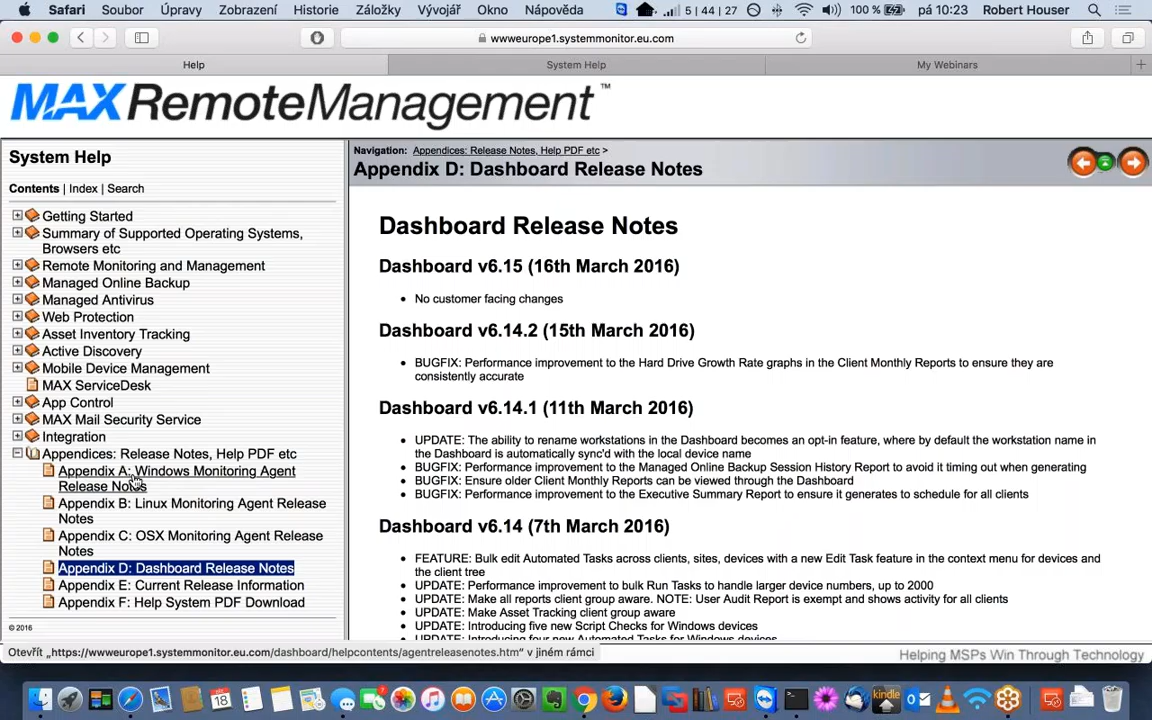 Safari Soubor Úpravy Zobrazení Historie Záložky Vývojář Okno Nápověda 5 | 44 | 27 100 % pá 10:23 Robert Houser
wwweurope1.systemmonitor.eu.com
Help System Help My Webinars
MAXRemoteManagement™
System Help
Contents | Index | Search
Getting Started
Summary of Supported Operating Systems,
Browsers etc
Remote Monitoring and Management
Managed Online Backup
Managed Antivirus
Web Protection
Asset Inventory Tracking
Active Discovery
Mobile Device Management
MAX ServiceDesk
App Control
MAX Mail Security Service
Integration
Appendices: Release Notes, Help PDF etc
Appendix A: Windows Monitoring Agent
Release Notes
Appendix B: Linux Monitoring Agent Release
Notes
Appendix C: OSX Monitoring Agent Release
Notes
Appendix D: Dashboard Release Notes
Appendix E: Current Release Information
Appendix F: Help System PDF Download
© 2016
Navigation: Appendices: Release Notes, Help PDF etc >
Appendix D: Dashboard Release Notes
Dashboard Release Notes
Dashboard v6.15 (16th March 2016)
• No customer facing changes
Dashboard v6.14.2 (15th March 2016)
• BUGFIX: Performance improvement to the Hard Drive Growth Rate graphs in the Client Monthly Reports to ensure they are
consistently accurate
Dashboard v6.14.1 (11th March 2016)
• UPDATE: The ability to rename workstations in the Dashboard becomes an opt-in feature, where by default the workstation name in
the Dashboard is automatically sync'd with the local device name
• BUGFIX: Performance improvement to the Managed Online Backup Session History Report to avoid it timing out when generating
• BUGFIX: Ensure older Client Monthly Reports can be viewed through the Dashboard
• BUGFIX: Performance improvement to the Executive Summary Report to ensure it generates to schedule for all clients
Dashboard v6.14 (7th March 2016)
• FEATURE: Bulk edit Automated Tasks across clients, sites, devices with a new Edit Task feature in the context menu for devices and
the client tree
• UPDATE: Performance improvement to bulk Run Tasks to handle larger device numbers, up to 2000
• UPDATE: Make all reports client group aware. NOTE: User Audit Report is exempt and shows activity for all clients
• UPDATE: Make Asset Tracking client group aware
• UPDATE: Introducing five new Script Checks for Windows devices
• UPDATE: Introducing four new Automated Tasks for Windows devices
Otevřít „https://wwweurope1.systemmonitor.eu.com/dashboard/helpcontents/agentreleasenotes.htm“ v jiném rámci
Helping MSPs Win Through Technology
18
kindle